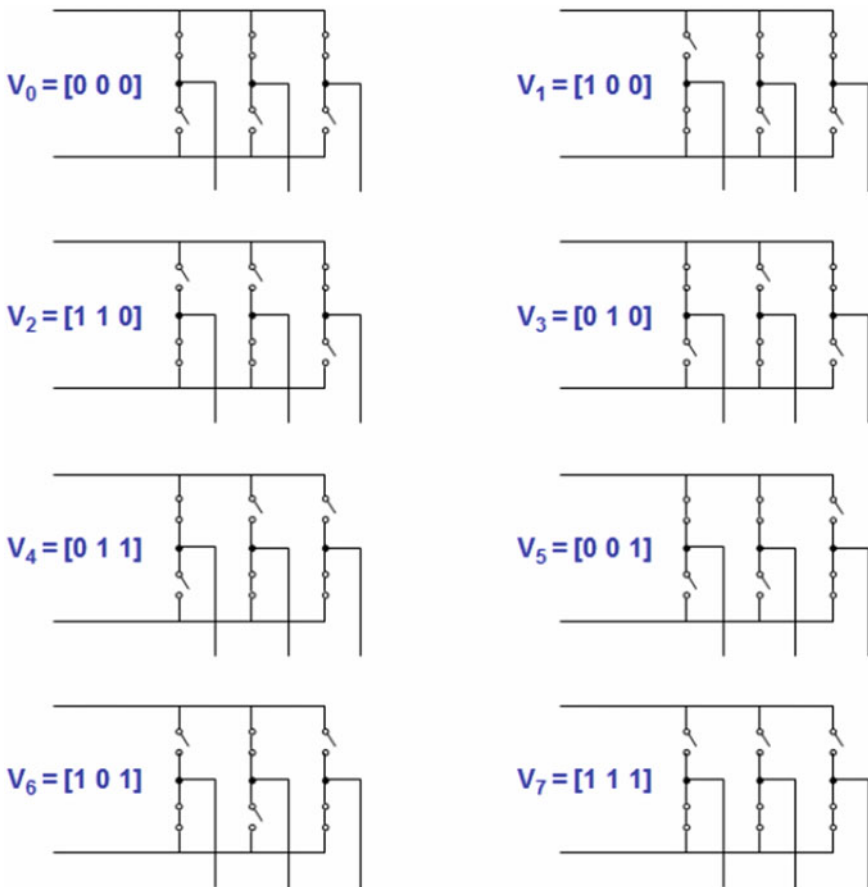 V₀ = [0 0 0]
V₁ = [1 0 0]
V₂ = [1 1 0]
V₃ = [0 1 0]
V₄ = [0 1 1]
V₅ = [0 0 1]
V₆ = [1 0 1]
V₇ = [1 1 1]